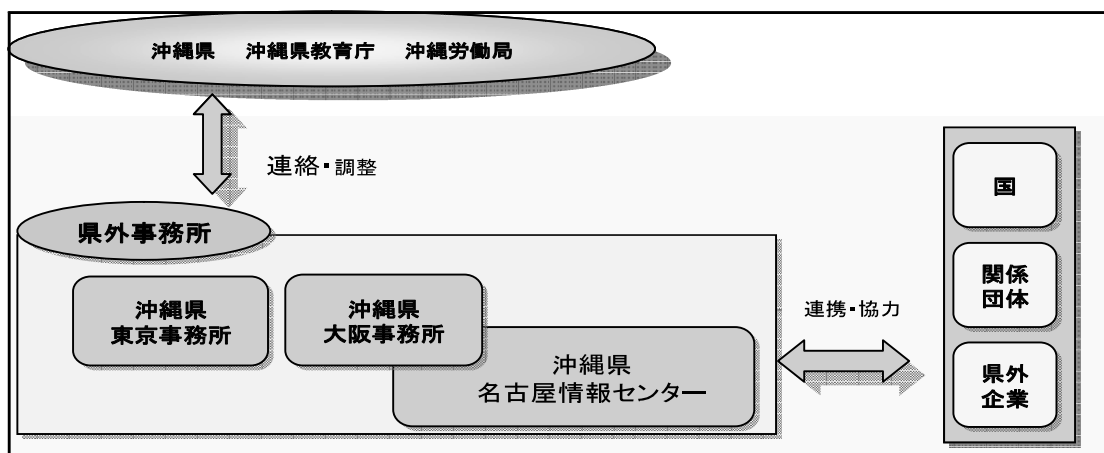 沖縄県 沖縄県教育庁 沖縄労働局
連絡・調整
県外事務所
沖縄県
東京事務所
沖縄県
大阪事務所
沖縄県
名古屋情報センター
連携・協力
国
関係
団体
県外
企業